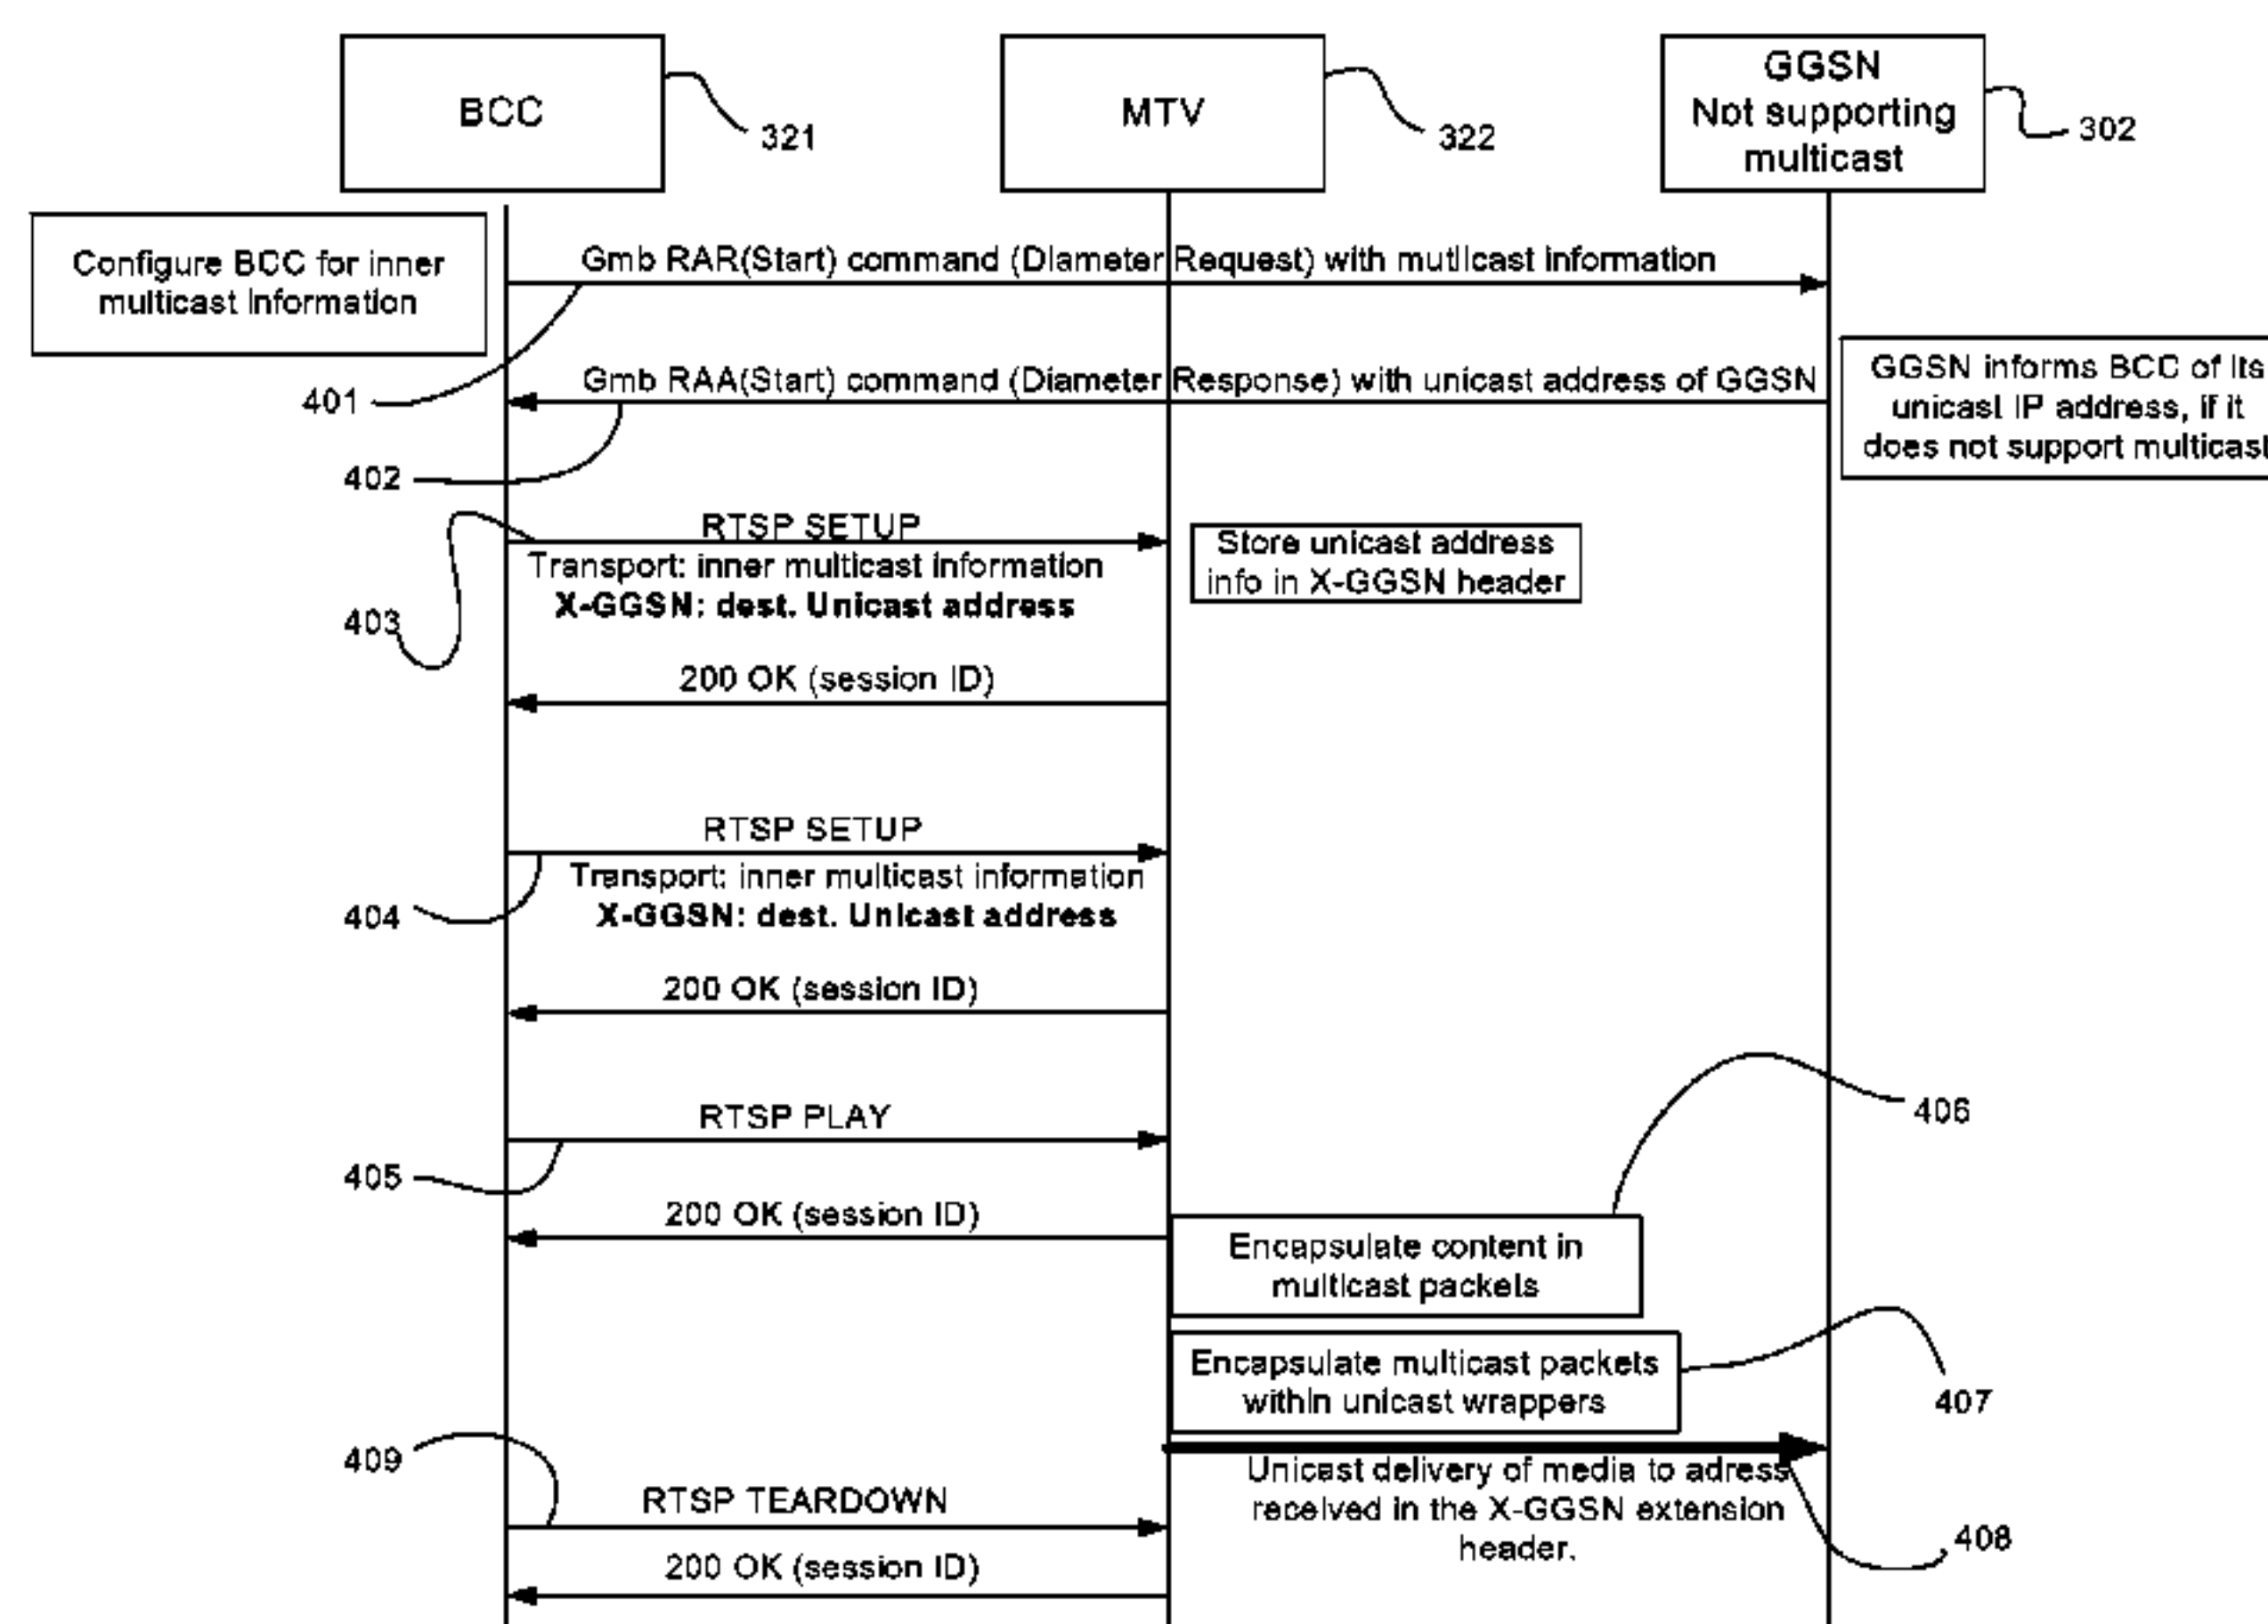 BCC
321
MTV
322
GGSN
Not supporting
multicast
302
Configure BCC for inner
multicast Information
Gmb RAR(Start) command (Diameter Request) with mutlicast information
401
Gmb RAA(Start) command (Diameter Response) with unicast address of GGSN
GGSN informs BCC of its
unicast IP address, if it
does not support multicast
402
RTSP SETUP
Transport: inner multicast information
X-GGSN: dest. Unicast address
403
Store unicast address
info in X-GGSN header
200 OK (session ID)
RTSP SETUP
Transport: inner multicast information
X-GGSN: dest. Unicast address
404
200 OK (session ID)
RTSP PLAY
405
406
200 OK (session ID)
Encapsulate content in
multicast packets
Encapsulate multicast packets
within unicast wrappers
407
409
RTSP TEARDOWN
Unicast delivery of media to adress
received in the X-GGSN extension
header.
408
200 OK (session ID)